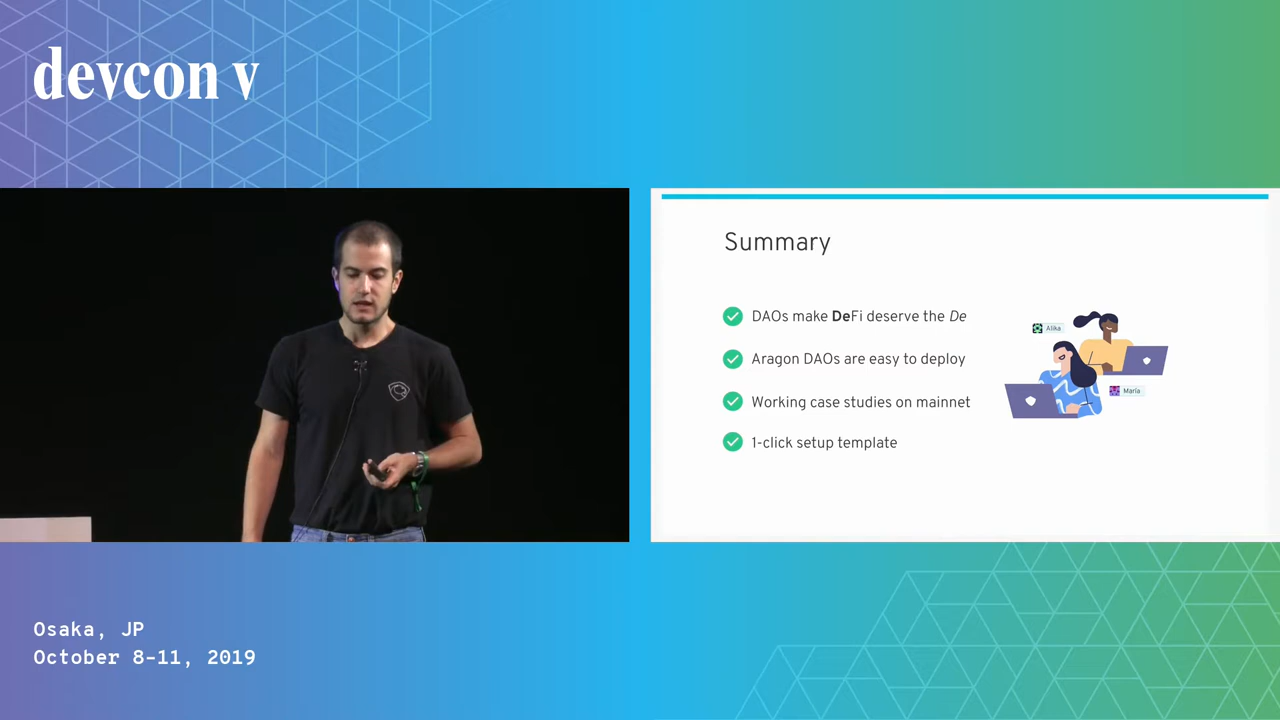 devcon v
Summary
DAOs make DeFi deserve the De
Aragon DAOs are easy to deploy
Working case studies on mainnet
1-click setup template
Alika
María
Osaka, JP
October 8-11, 2019